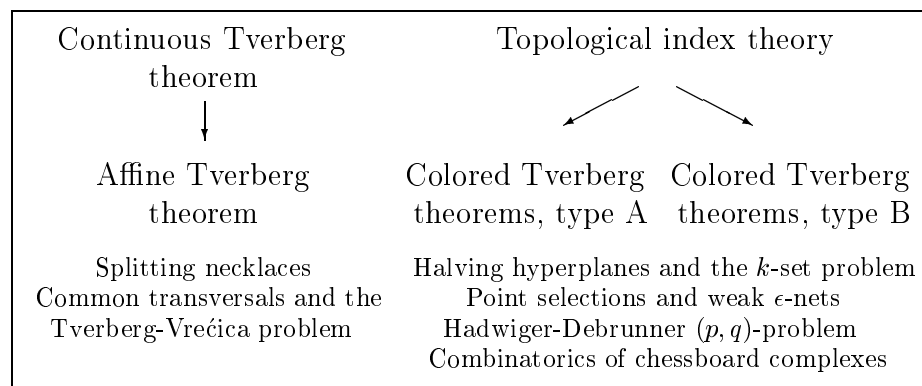 Continuous Tverberg
theorem
Topological index theory
Affine Tverberg
theorem
Colored Tverberg
theorems, type A
Colored Tverberg
theorems, type B
Splitting necklaces
Common transversals and the
Tverberg-Vrećica problem
Halving hyperplanes and the k-set problem
Point selections and weak ϵ-nets
Hadwiger-Debrunner (p, q)-problem
Combinatorics of chessboard complexes